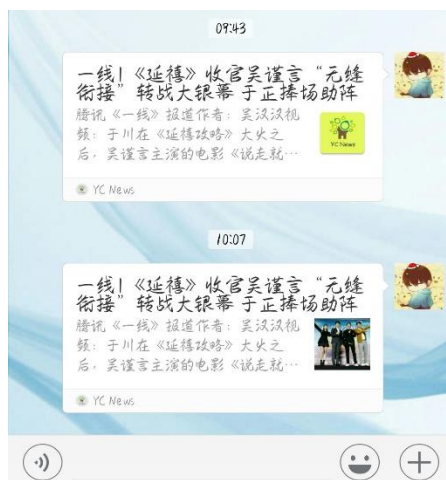 09:43
一线|《延禧》收官吴谨言“无缝
衔接”转战大银幕 于正捧场助阵
腾讯《一线》报道作者：吴汉汉视
频：于川在《延禧攻略》大火之
后，吴谨言主演的电影《说走就…
YC News
YC News
10:07
一线|《延禧》收官吴谨言“无缝
衔接”转战大银幕 于正捧场助阵
腾讯《一线》报道作者：吴汉汉视
频：于川在《延禧攻略》大火之
后，吴谨言主演的电影《说走就…
YC News